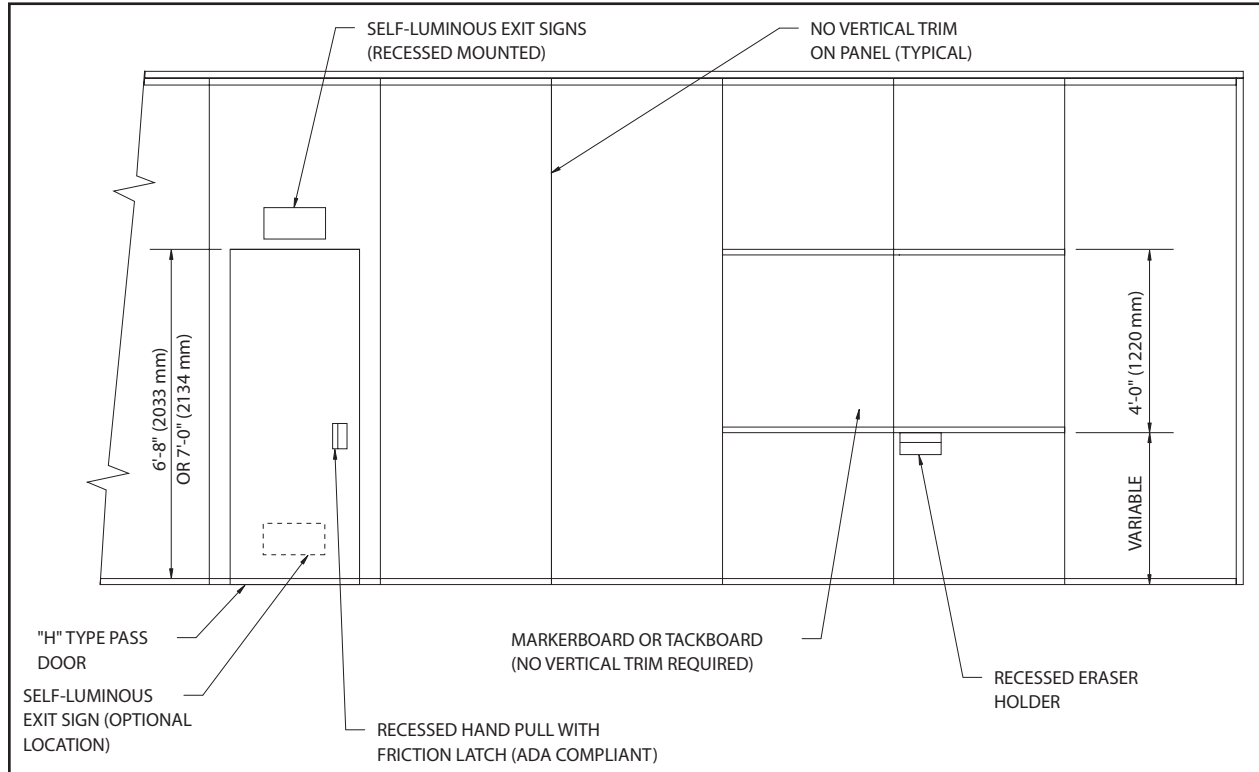 SELF-LUMINOUS EXIT SIGNS
(RECESSED MOUNTED)
NO VERTICAL TRIM
ON PANEL (TYPICAL)
6'-8" (2033 mm)
OR 7'-0" (2134 mm)
4'-0" (1220 mm)
VARIABLE
"H" TYPE PASS
DOOR
SELF-LUMINOUS
EXIT SIGN (OPTIONAL
LOCATION)
RECESSED HAND PULL WITH
FRICTION LATCH (ADA COMPLIANT)
MARKERBOARD OR TACKBOARD
(NO VERTICAL TRIM REQUIRED)
RECESSED ERASER
HOLDER